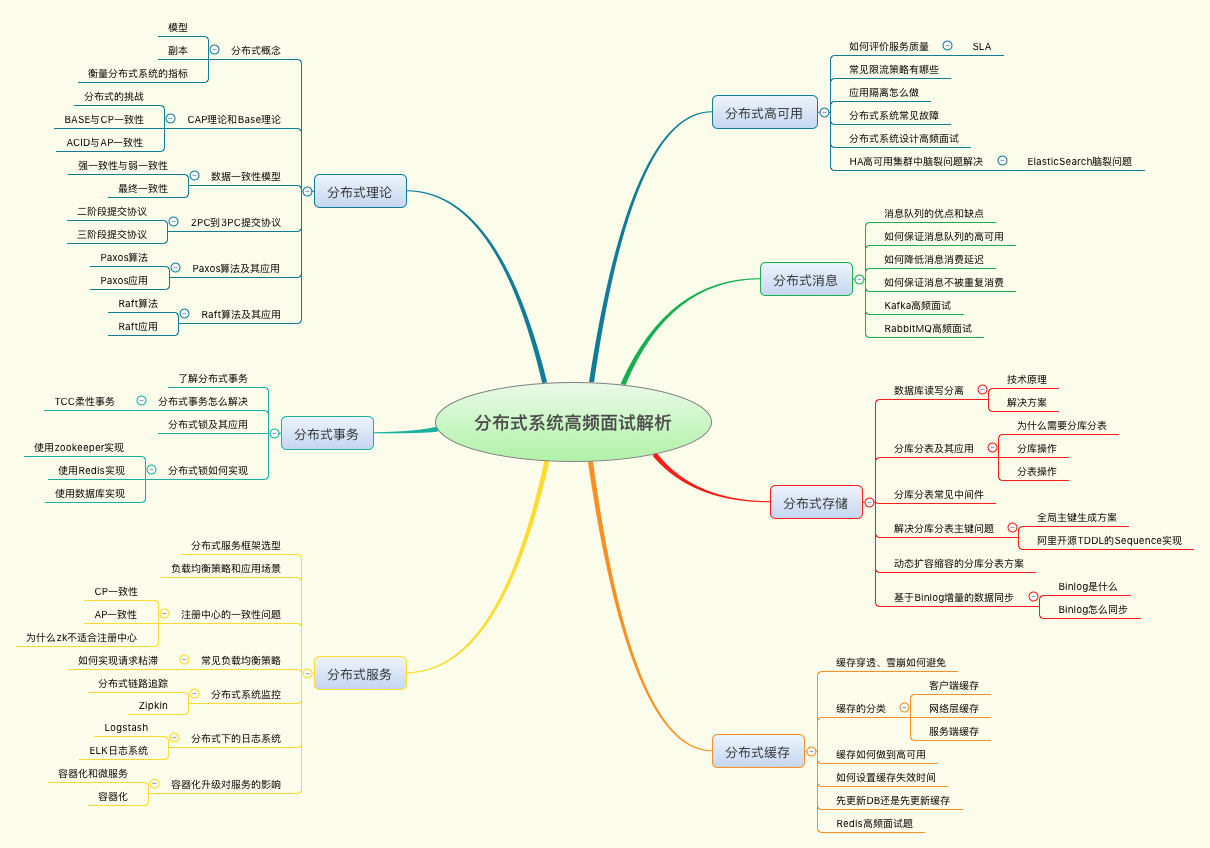 分布式系统高频面试解析
分布式理论
分布式概念
模型
副本
衡量分布式系统的指标
CAP理论和Base理论
分布式的挑战
BASE与CP一致性
ACID与AP一致性
数据一致性模型
强一致性与弱一致性
最终一致性
2PC到3PC提交协议
二阶段提交协议
三阶段提交协议
Paxos算法及其应用
Paxos算法
Paxos应用
Raft算法及其应用
Raft算法
Raft应用
分布式事务
了解分布式事务
分布式事务怎么解决
TCC柔性事务
分布式锁及其应用
分布式锁如何实现
使用zookeeper实现
使用Redis实现
使用数据库实现
分布式服务
分布式服务框架选型
负载均衡策略和应用场景
注册中心的一致性问题
CP一致性
AP一致性
为什么zk不适合注册中心
常见负载均衡策略
如何实现请求粘滞
分布式系统监控
分布式链路追踪
Zipkin
分布式下的日志系统
Logstash
ELK日志系统
容器化升级对服务的影响
容器化和微服务
容器化
分布式高可用
如何评价服务质量
SLA
常见限流策略有哪些
应用隔离怎么做
分布式系统常见故障
分布式系统设计高频面试
HA高可用集群中脑裂问题解决
ElasticSearch脑裂问题
分布式消息
消息队列的优点和缺点
如何保证消息队列的高可用
如何降低消息消费延迟
如何保证消息不被重复消费
Kafka高频面试
RabbitMQ高频面试
分布式存储
数据库读写分离
技术原理
解决方案
分库分表及其应用
为什么需要分库分表
分库操作
分表操作
分库分表常见中间件
解决分库分表主键问题
全局主键生成方案
阿里开源TDDL的Sequence实现
动态扩容缩容的分库分表方案
基于Binlog增量的数据同步
Binlog是什么
Binlog怎么同步
分布式缓存
缓存穿透、雪崩如何避免
缓存的分类
客户端缓存
网络层缓存
服务端缓存
缓存如何做到高可用
如何设置缓存失效时间
先更新DB还是先更新缓存
Redis高频面试题